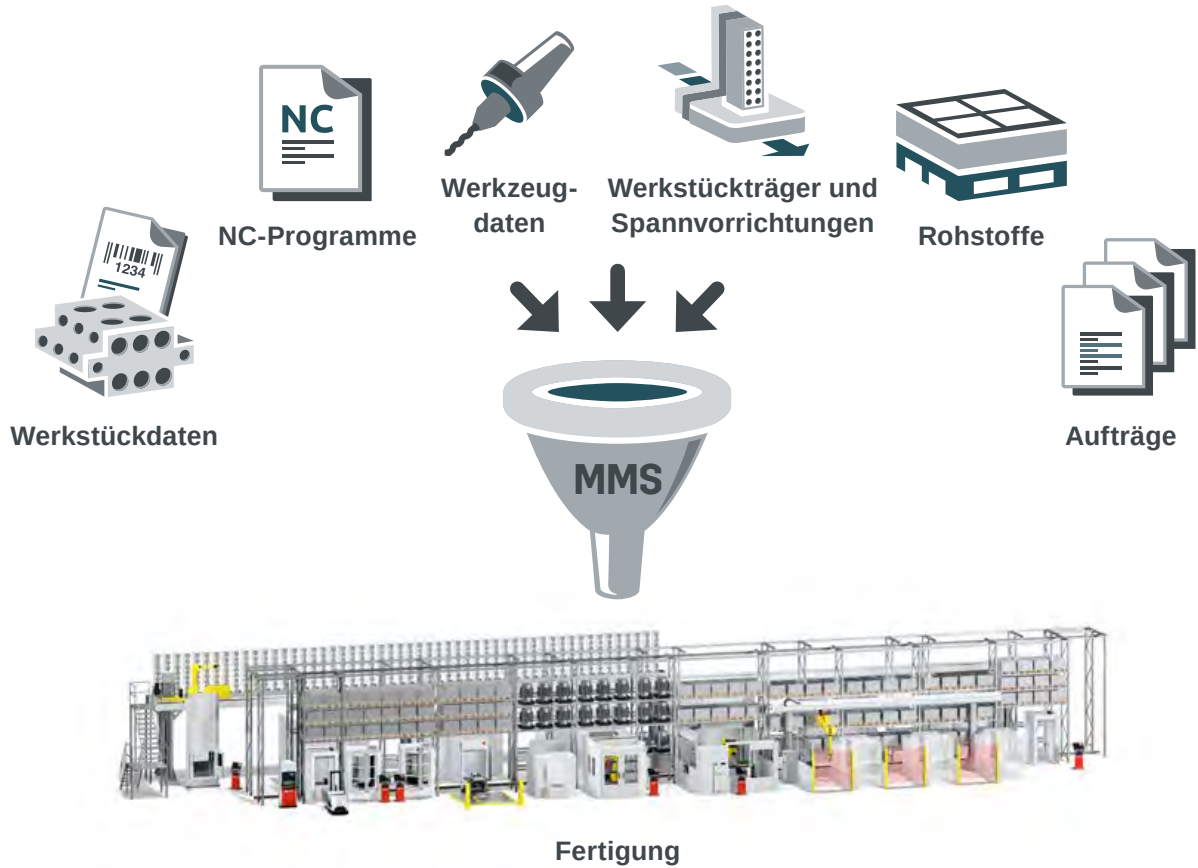 NC
NC-Programme
Werkzeug-
daten
Werkstückträger und
Spannvorrichtungen
Rohstoffe
1234
Werkstückdaten
Aufträge
MMS
Fertigung